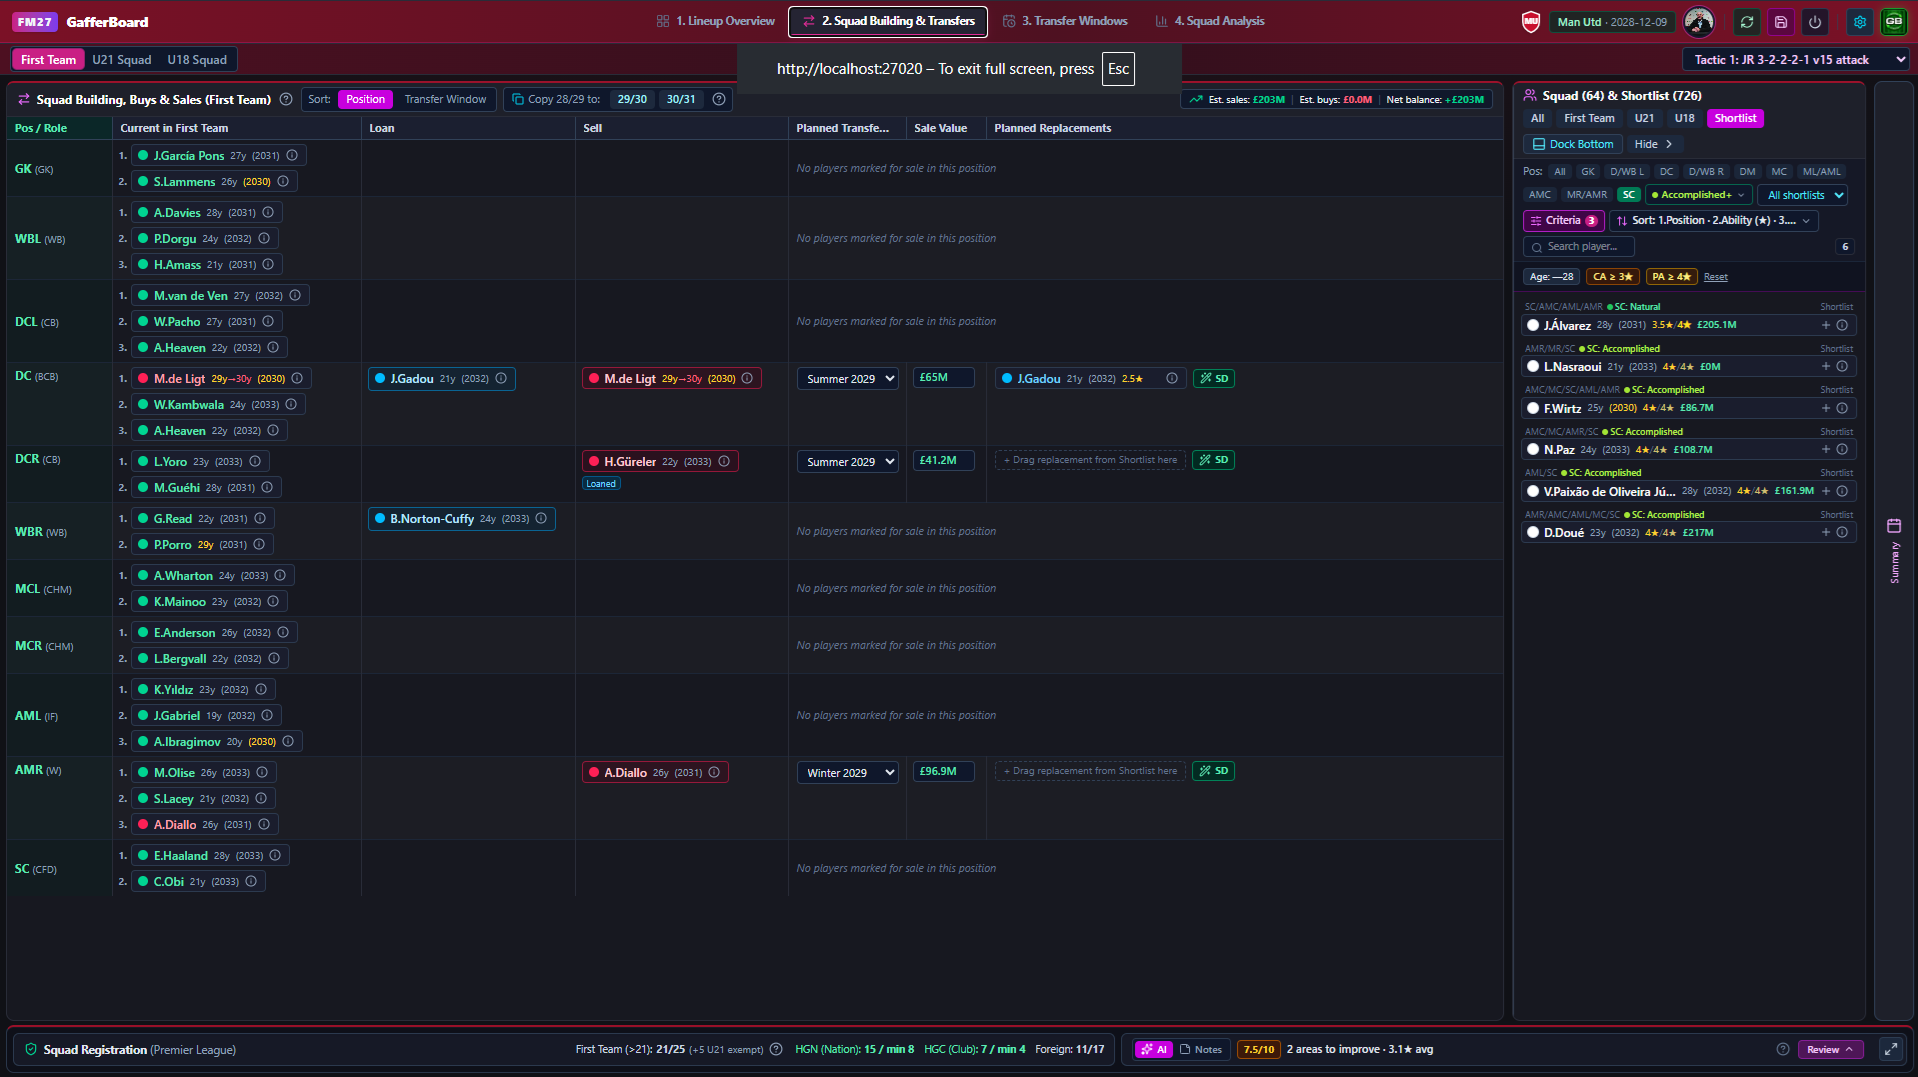 FM27 GafferBoard 1. Lineup Overview 2. Squad Building & Transfers 3. Transfer Windows 4. Squad Analysis Man Utd · 2028-12-09 GB
First Team U21 Squad U18 Squad Tactic 1: JR 3-2-2-2-1 v15 attack
http://localhost:27020 – To exit full screen, press Esc
Squad Building, Buys & Sales (First Team) Sort: Position Transfer Window Copy 28/29 to: 29/30 30/31 Est. sales: £203M Est. buys: £0.0M Net balance: +£203M
Pos / Role Current in First Team Loan Sell Planned Transfe... Sale Value Planned Replacements
GK (GK) 1. J.García Pons 27y (2031) No players marked for sale in this position
2. S.Lammens 26y (2030)
WBL (WB) 1. A.Davies 28y (2031)
2. P.Dorgu 24y (2032) No players marked for sale in this position
3. H.Amass 21y (2031)
DCL (CB) 1. M.van de Ven 27y (2032)
2. W.Pacho 27y (2031) No players marked for sale in this position
3. A.Heaven 22y (2032)
DC (BCB) 1. M.de Ligt 29y→30y (2030) J.Gadou 21y (2032) M.de Ligt 29y→30y (2030) Summer 2029 £65M J.Gadou 21y (2032) 2.5★ SD
2. W.Kambwala 24y (2033)
3. A.Heaven 22y (2032)
DCR (CB) 1. L.Yoro 23y (2033) H.Güreler 22y (2033) Summer 2029 £41.2M + Drag replacement from Shortlist here SD
2. M.Guéhi 28y (2031) Loaned
WBR (WB) 1. G.Read 22y (2031) B.Norton-Cuffy 24y (2033) No players marked for sale in this position
2. P.Porro 29y (2031)
MCL (CHM) 1. A.Wharton 24y (2033) No players marked for sale in this position
2. K.Mainoo 23y (2032)
MCR (CHM) 1. E.Anderson 26y (2032) No players marked for sale in this position
2. L.Bergvall 22y (2032)
AML (IF) 1. K.Yıldız 23y (2032)
2. J.Gabriel 19y (2032) No players marked for sale in this position
3. A.Ibragimov 20y (2030)
AMR (W) 1. M.Olise 26y (2033) A.Diallo 26y (2031) Winter 2029 £96.9M + Drag replacement from Shortlist here SD
2. S.Lacey 21y (2032)
3. A.Diallo 26y (2031)
SC (CFD) 1. E.Haaland 28y (2033) No players marked for sale in this position
2. C.Obi 21y (2033)
Squad (64) & Shortlist (726)
All First Team U21 U18 Shortlist
Dock Bottom Hide
Pos: All GK D/WB L DC D/WB R DM MC ML/AML
AMC MR/AMR SC Accomplished+ All shortlists
Criteria 3 Sort: 1.Position · 2.Ability (★) · 3....
Search player... 6
Age: —28 CA ≥ 3★ PA ≥ 4★ Reset
SC/AMC/AML/AMR SC: Natural Shortlist
J.Álvarez 28y (2031) 3.5★/4★ £205.1M
AMR/MR/SC SC: Accomplished Shortlist
L.Nasraoui 21y (2033) 4★/4★ £0M
AMC/MC/SC/AML/AMR SC: Accomplished Shortlist
F.Wirtz 25y (2030) 4★/4★ £86.7M
AMC/MC/AMR/SC SC: Accomplished Shortlist
N.Paz 24y (2033) 4★/4★ £108.7M
AML/SC SC: Accomplished Shortlist
V.Paixão de Oliveira Jú... 28y (2032) 4★/4★ £161.9M
AMR/AMC/AML/MC/SC SC: Accomplished Shortlist
D.Doué 23y (2032) 4★/4★ £217M
Summary
Squad Registration (Premier League) First Team (>21): 21/25 (+5 U21 exempt) HGN (Nation): 15 / min 8 HGC (Club): 7 / min 4 Foreign: 11/17 AI Notes 7.5/10 2 areas to improve · 3.1★ avg Review